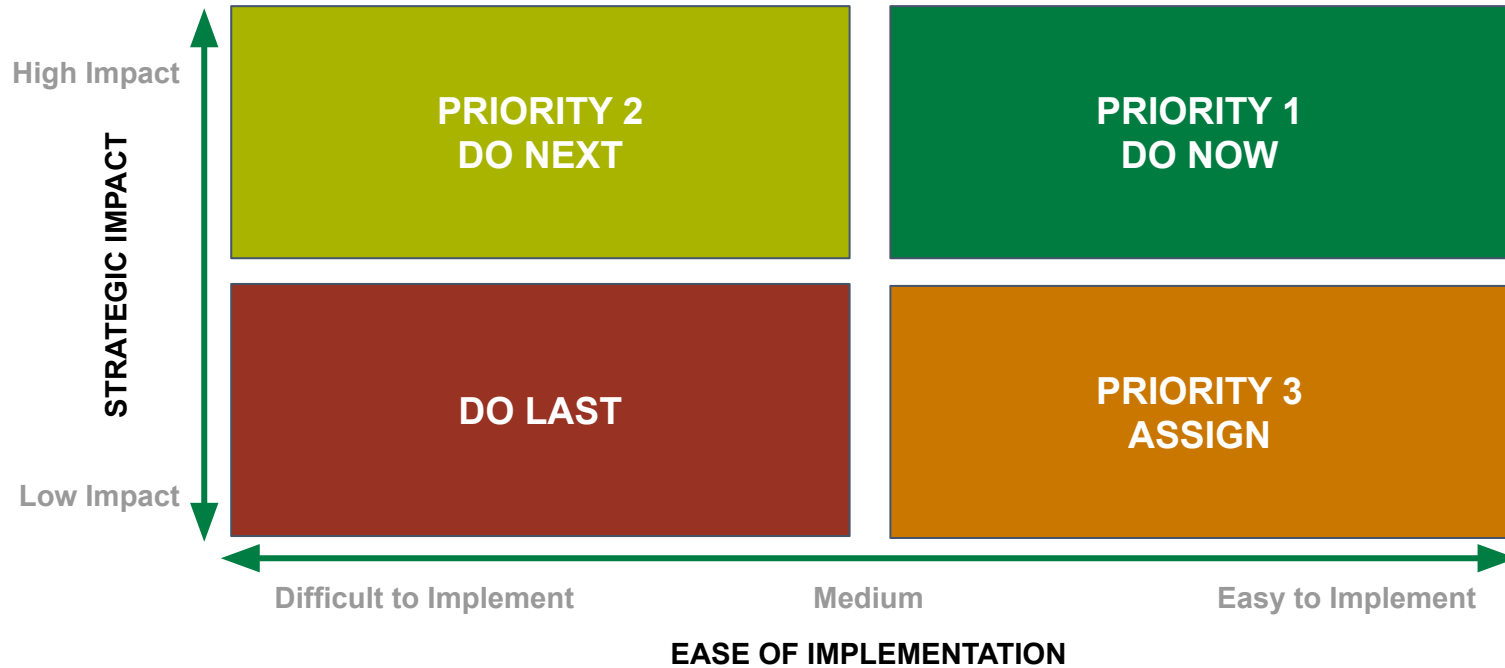 High Impact
STRATEGIC IMPACT
Low Impact
PRIORITY 2
DO NEXT
PRIORITY 1
DO NOW
DO LAST
PRIORITY 3
ASSIGN
Difficult to Implement
Medium
Easy to Implement
EASE OF IMPLEMENTATION